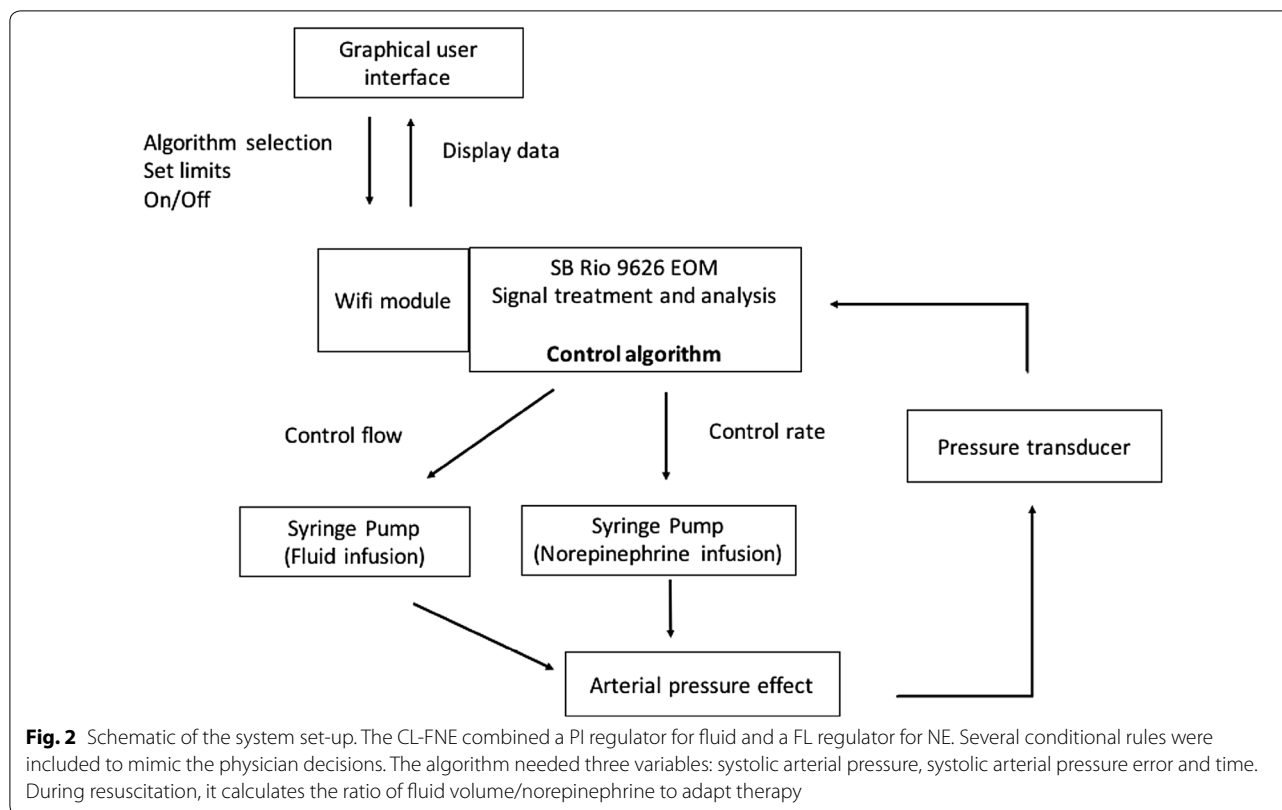 Graphical user
interface
Algorithm selection
Set limits
On/Off
Display data
Wifi module
SB Rio 9626 EOM
Signal treatment and analysis
Control algorithm
Control flow
Control rate
Pressure transducer
Syringe Pump
(Fluid infusion)
Syringe Pump
(Norepinephrine infusion)
Arterial pressure effect
Fig. 2 Schematic of the system set-up. The CL-FNE combined a PI regulator for fluid and a FL regulator for NE. Several conditional rules were
included to mimic the physician decisions. The algorithm needed three variables: systolic arterial pressure, systolic arterial pressure error and time.
During resuscitation, it calculates the ratio of fluid volume/norepinephrine to adapt therapy